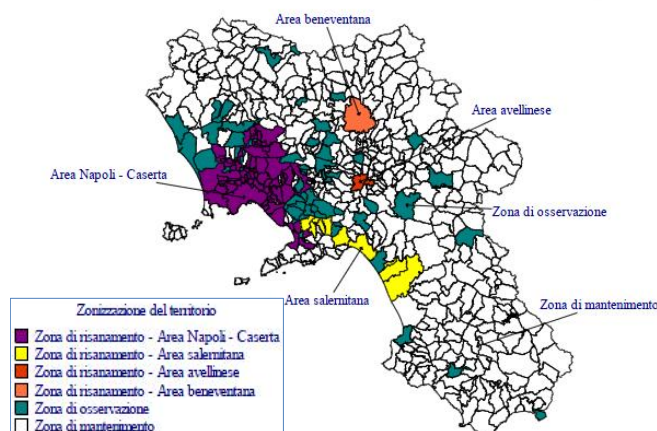 Area beneventana
Area avellinese
Area Napoli - Caserta
Zona di osservazione
Area salernitana
Zona di mantenimento
Zonizzazione del territorio
Zona di risanamento - Area Napoli - Caserta
Zona di risanamento - Area salernitana
Zona di risanamento - Area avellinese
Zona di risanamento - Area beneventana
Zona di osservazione
Zona di mantenimento